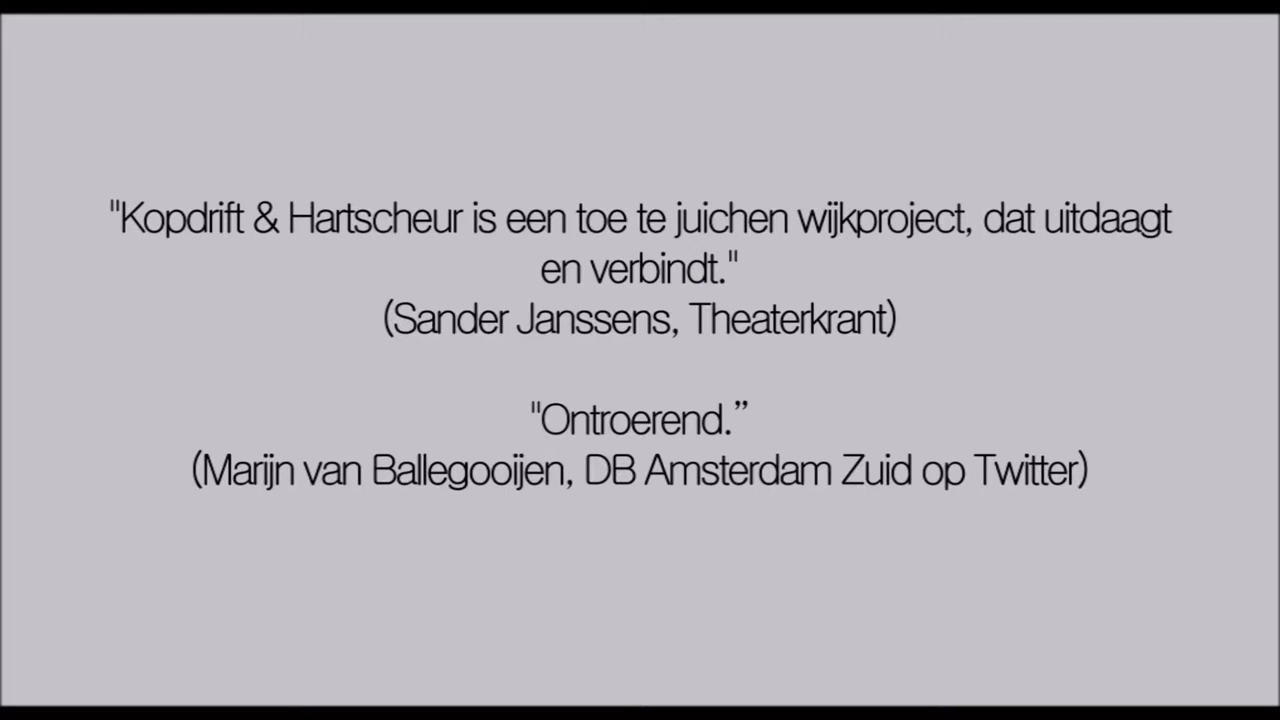 "Kopdrift & Hartscheur is een toe te juichen wijkproject, dat uitdaagt
en verbindt."
(Sander Janssens, Theaterkrant)
"Ontroerend.”
(Marijn van Ballegooijen, DB Amsterdam Zuid op Twitter)